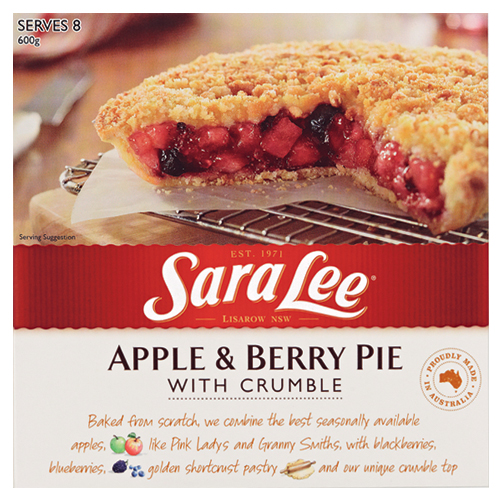 SERVES 8
600g
Serving Suggestion
EST. 1971
Sara Lee®
LISAROW NSW
APPLE & BERRY PIE
WITH CRUMBLE
PROUDLY MADE IN AUSTRALIA
Baked from scratch, we combine the best seasonally available
apples, like Pink Ladys and Granny Smiths, with blackberries,
blueberries, golden shortcrust pastry and our unique crumble top